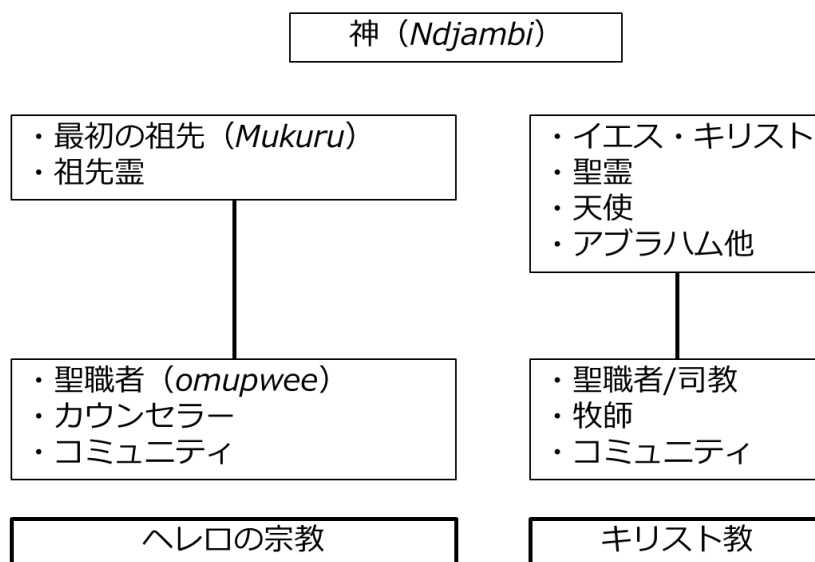 神（Ndjambi）
・最初の祖先（Mukuru）
・祖先霊
・イエス・キリスト
・聖霊
・天使
・アブラハム他
・聖職者（omupwee）
・カウンセラー
・コミュニティ
・聖職者/司教
・牧師
・コミュニティ
ヘレロの宗教
キリスト教